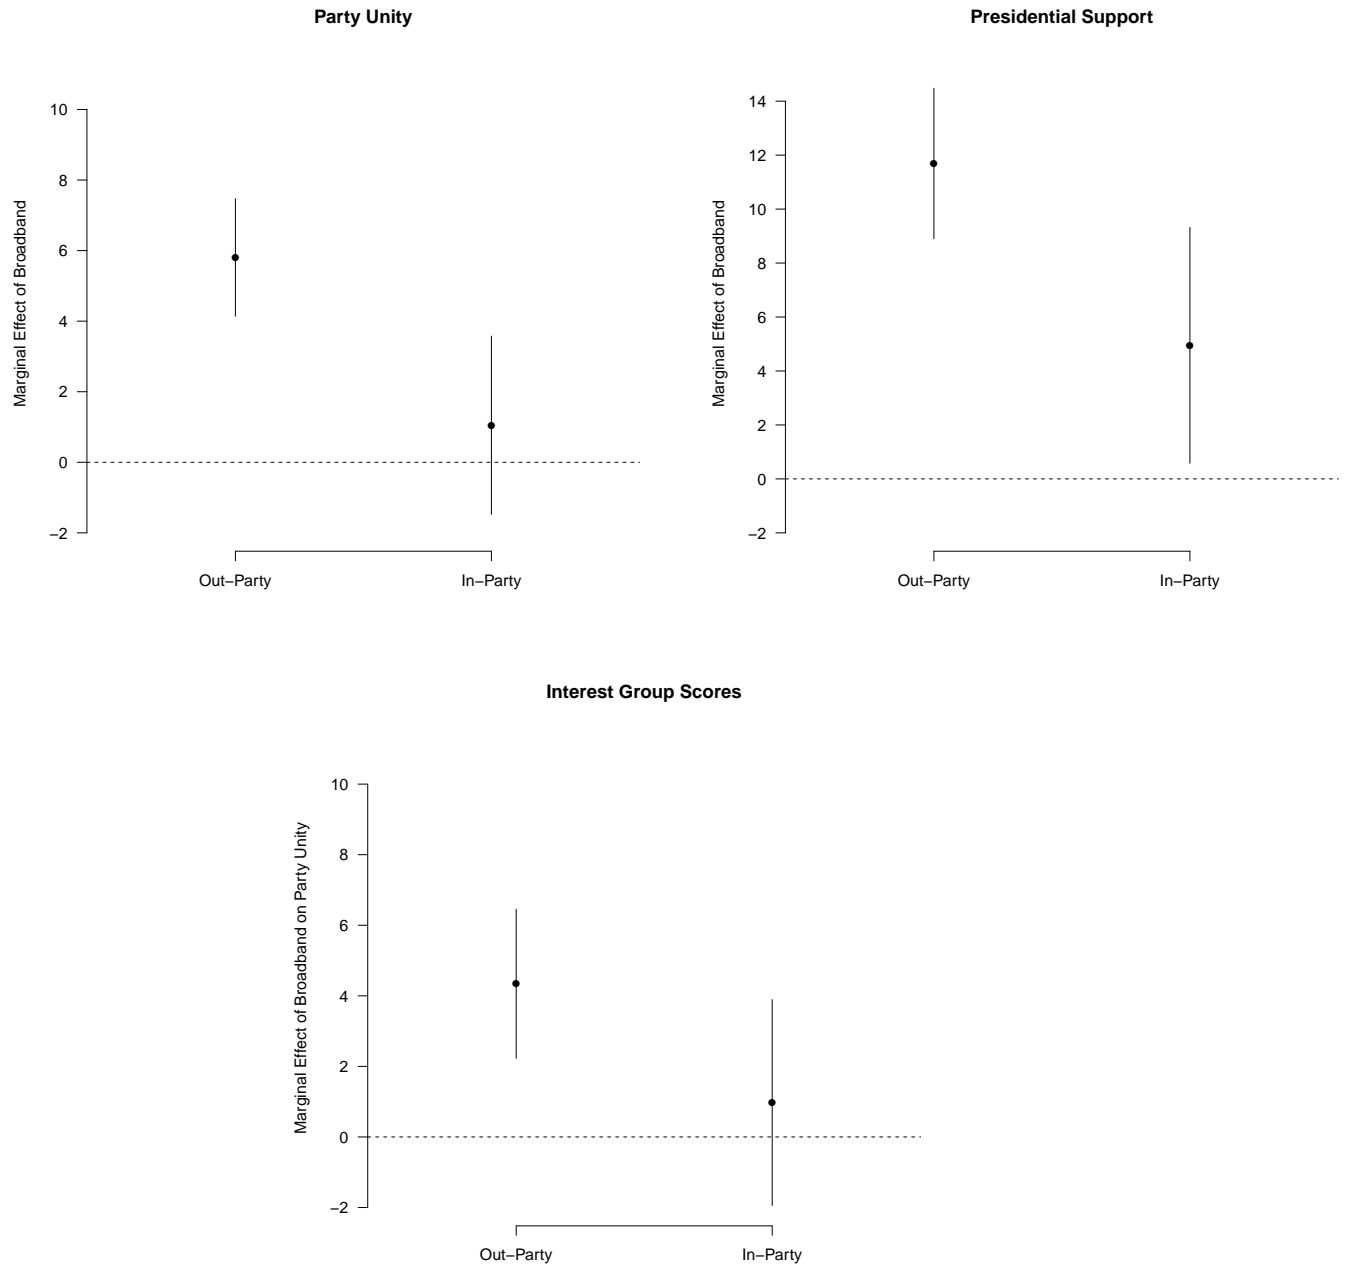 Party Unity
Marginal Effect of Broadband
10
8
6
4
2
0
−2
Out−Party
In−Party
Presidential Support
Marginal Effect of Broadband
14
12
10
8
6
4
2
0
−2
Out−Party
In−Party
Interest Group Scores
Marginal Effect of Broadband on Party Unity
10
8
6
4
2
0
−2
Out−Party
In−Party